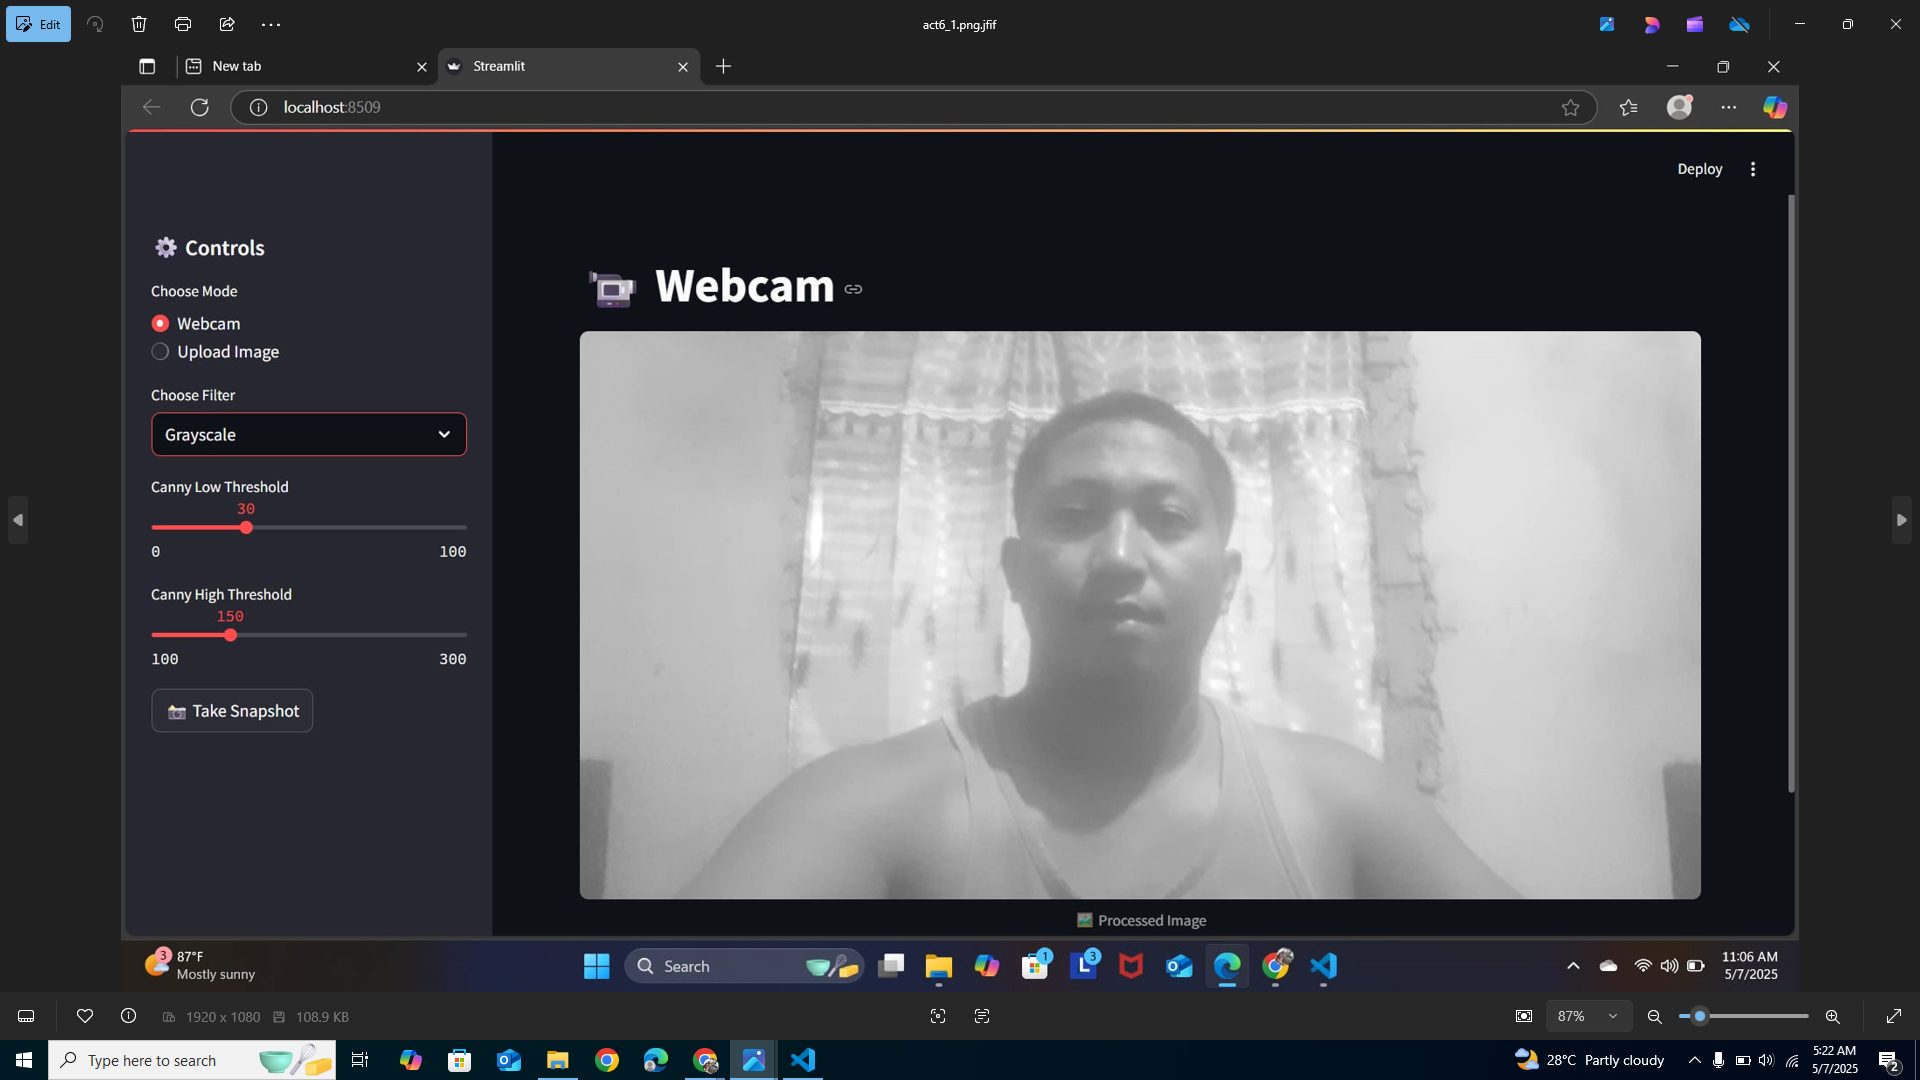 Edit
act6_1.png.jfif
New tab
Streamlit
localhost:8509
Deploy
Controls
Choose Mode
Webcam
Upload Image
Choose Filter
Grayscale
Canny Low Threshold
30
0 100
Canny High Threshold
150
100 300
Take Snapshot
Webcam
Processed Image
3
87°F
Mostly sunny
Search
1
L
3
11:06 AM
5/7/2025
1920 x 1080
108.9 KB
87%
Type here to search
28°C Partly cloudy
5:22 AM
5/7/2025
2